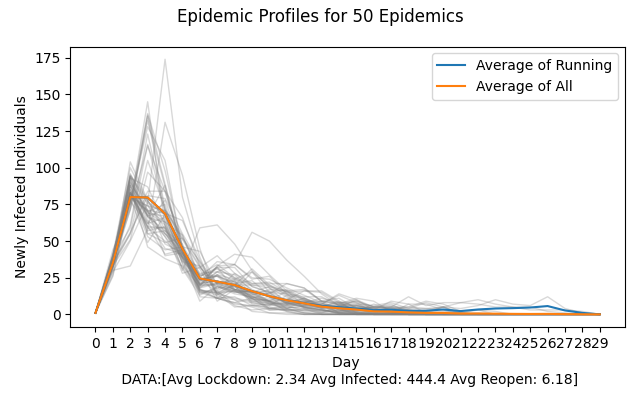 Epidemic Profiles for 50 Epidemics
Average of Running
Average of All
Newly Infected Individuals
175
150
125
100
75
50
25
0
0 1 2 3 4 5 6 7 8 9 10 11 12 13 14 15 16 17 18 19 20 21 22 23 24 25 26 27 28 29
Day
DATA:[Avg Lockdown: 2.34 Avg Infected: 444.4 Avg Reopen: 6.18]